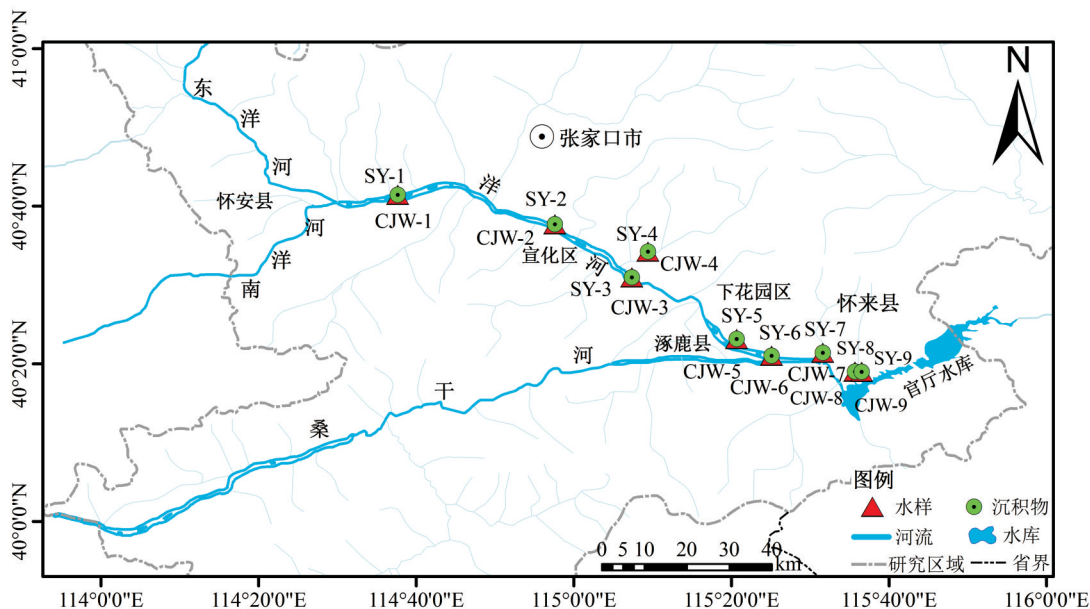 41°0'0"N
40°40'0"N
40°20'0"N
40°0'0"N
东
洋
河
怀安县
南
洋
河
SY-1
CJW-1
张家口市
洋
河
SY-2
CJW-2
宣化区
SY-3
CJW-3
SY-4
CJW-4
下花园区
SY-5
CJW-5
涿鹿县
SY-6
CJW-6
怀来县
SY-7
CJW-7
SY-8
CJW-8
SY-9
CJW-9
官厅水库
桑
干
河
N
图例
水样
沉积物
河流
水库
研究区域
省界
0 5 10 20 30 40
km
114°0'0"E 114°20'0"E 114°40'0"E 115°0'0"E 115°20'0"E 115°40'0"E 116°0'0"E